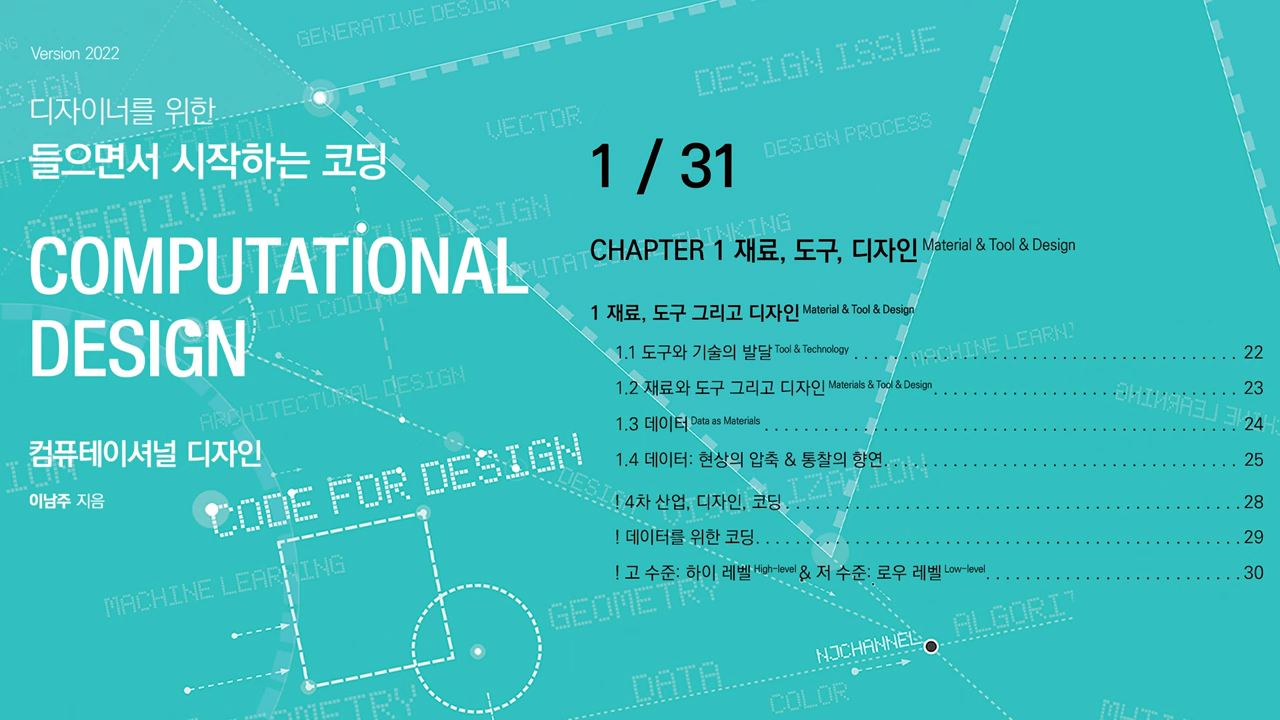 Version 2022
디자이너를 위한
들으면서 시작하는 코딩
COMPUTATIONAL
DESIGN
컴퓨테이셔널 디자인
이남주 지음
1 / 31
CHAPTER 1 재료, 도구, 디자인 Material & Tool & Design
1 재료, 도구 그리고 디자인 Material & Tool & Design
1.1 도구와 기술의 발달 Tool & Technology 22
1.2 재료와 도구 그리고 디자인 Materials & Tool & Design 23
1.3 데이터 Data as Materials 24
1.4 데이터: 현상의 압축 & 통찰의 향연 25
! 4차 산업, 디자인, 코딩 28
! 데이터를 위한 코딩 29
! 고 수준: 하이 레벨 High-level & 저 수준: 로우 레벨 Low-level 30
GENERATIVE DESIGN
DESIGN ISSUE
VECTOR
DESIGN PROCESS
CREATIVITY
THINKING
ARCHITECTURAL DESIGN
CODE FOR DESIGN
DESIGN VISUALIZATION
MACHINE LEARNING
GEOMETRY
NJCHANNEL
DATA
COLOR
GEOMETRY